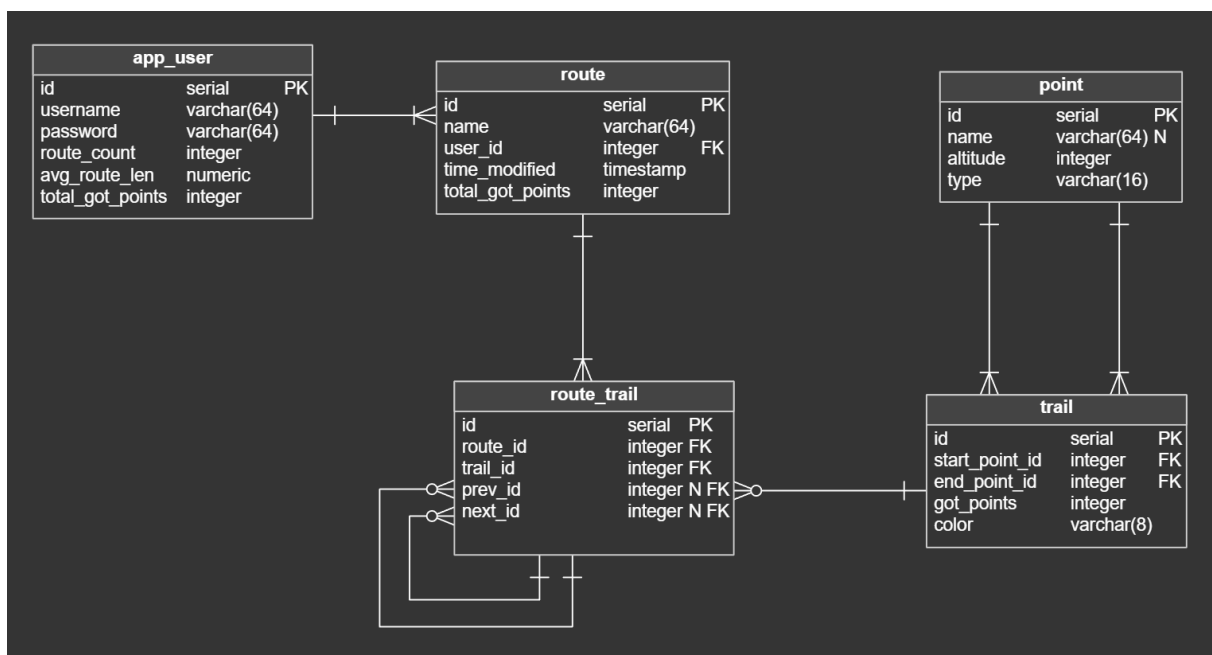 app_user
id serial PK
username varchar(64)
password varchar(64)
route_count integer
avg_route_len numeric
total_got_points integer
route
id serial PK
name varchar(64)
user_id integer FK
time_modified timestamp
total_got_points integer
point
id serial PK
name varchar(64) N
altitude integer
type varchar(16)
route_trail
id serial PK
route_id integer FK
trail_id integer FK
prev_id integer N FK
next_id integer N FK
trail
id serial PK
start_point_id integer FK
end_point_id integer FK
got_points integer
color varchar(8)